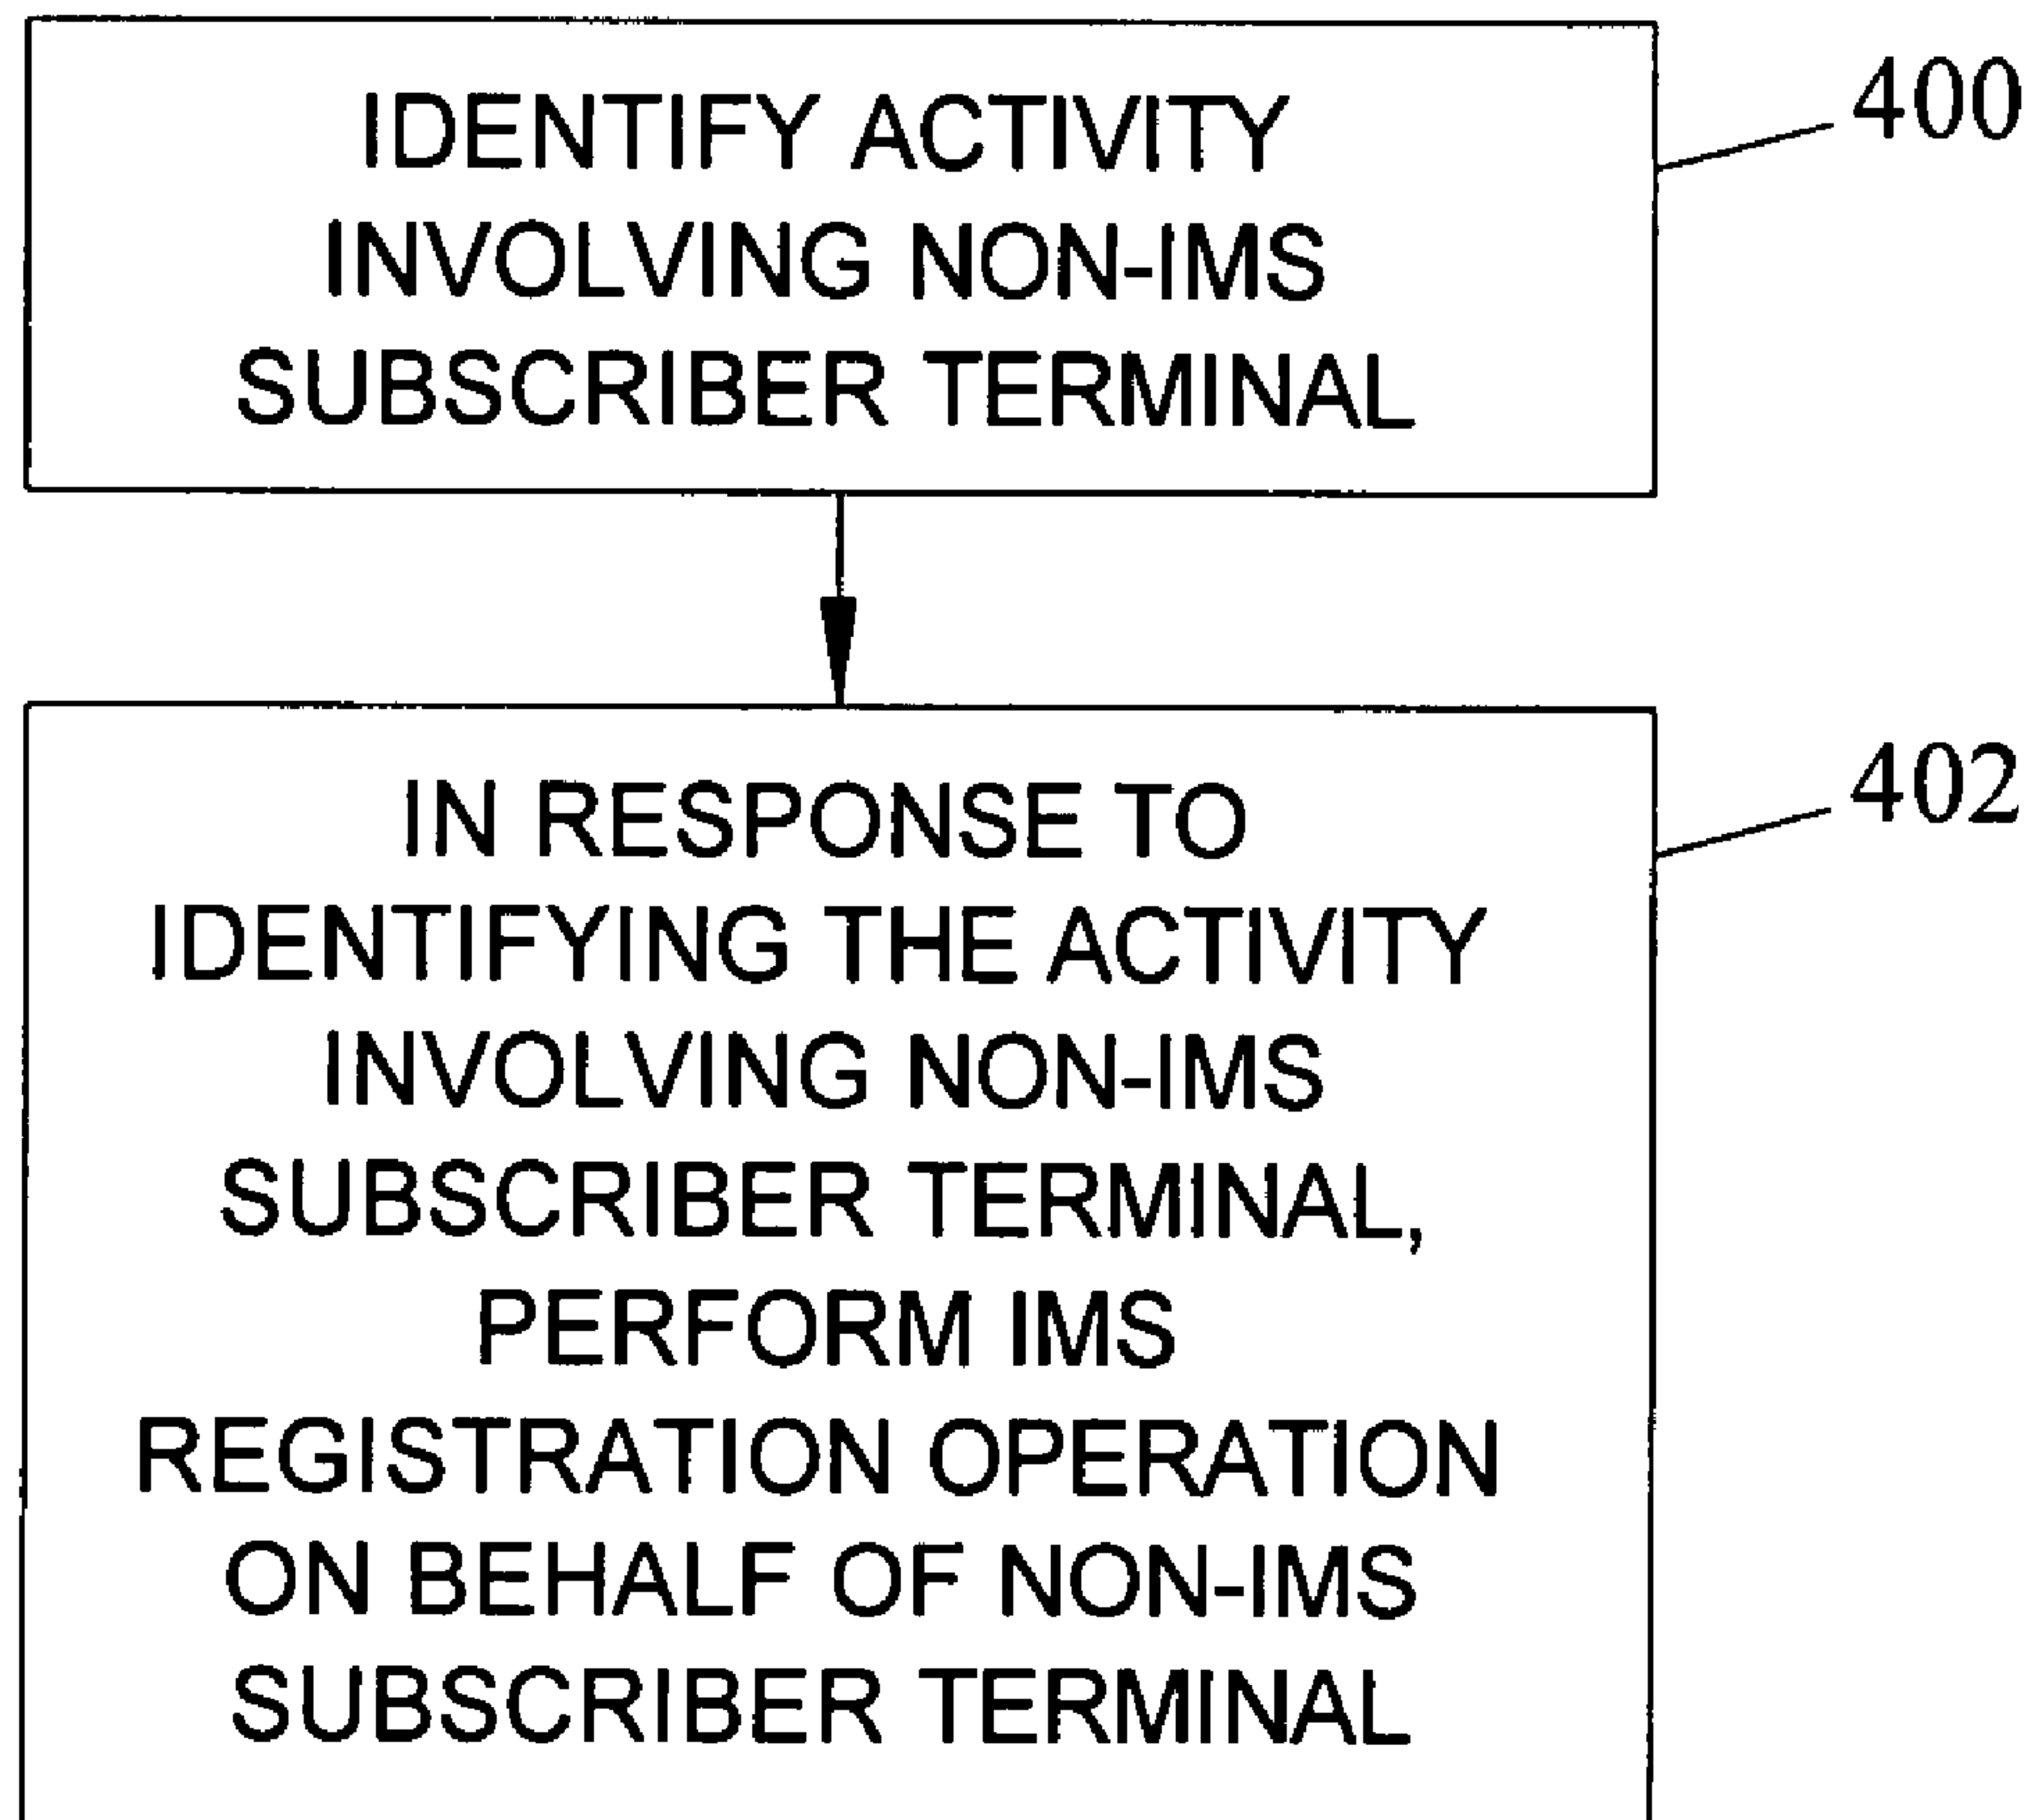 IDENTIFY ACTIVITY
INVOLVING NON-IMS
SUBSCRIBER TERMINAL
400
IN RESPONSE TO
IDENTIFYING THE ACTIVITY
INVOLVING NON-IMS
SUBSCRIBER TERMINAL,
PERFORM IMS
REGISTRATION OPERATION
ON BEHALF OF NON-IMS
SUBSCRIBER TERMINAL
402